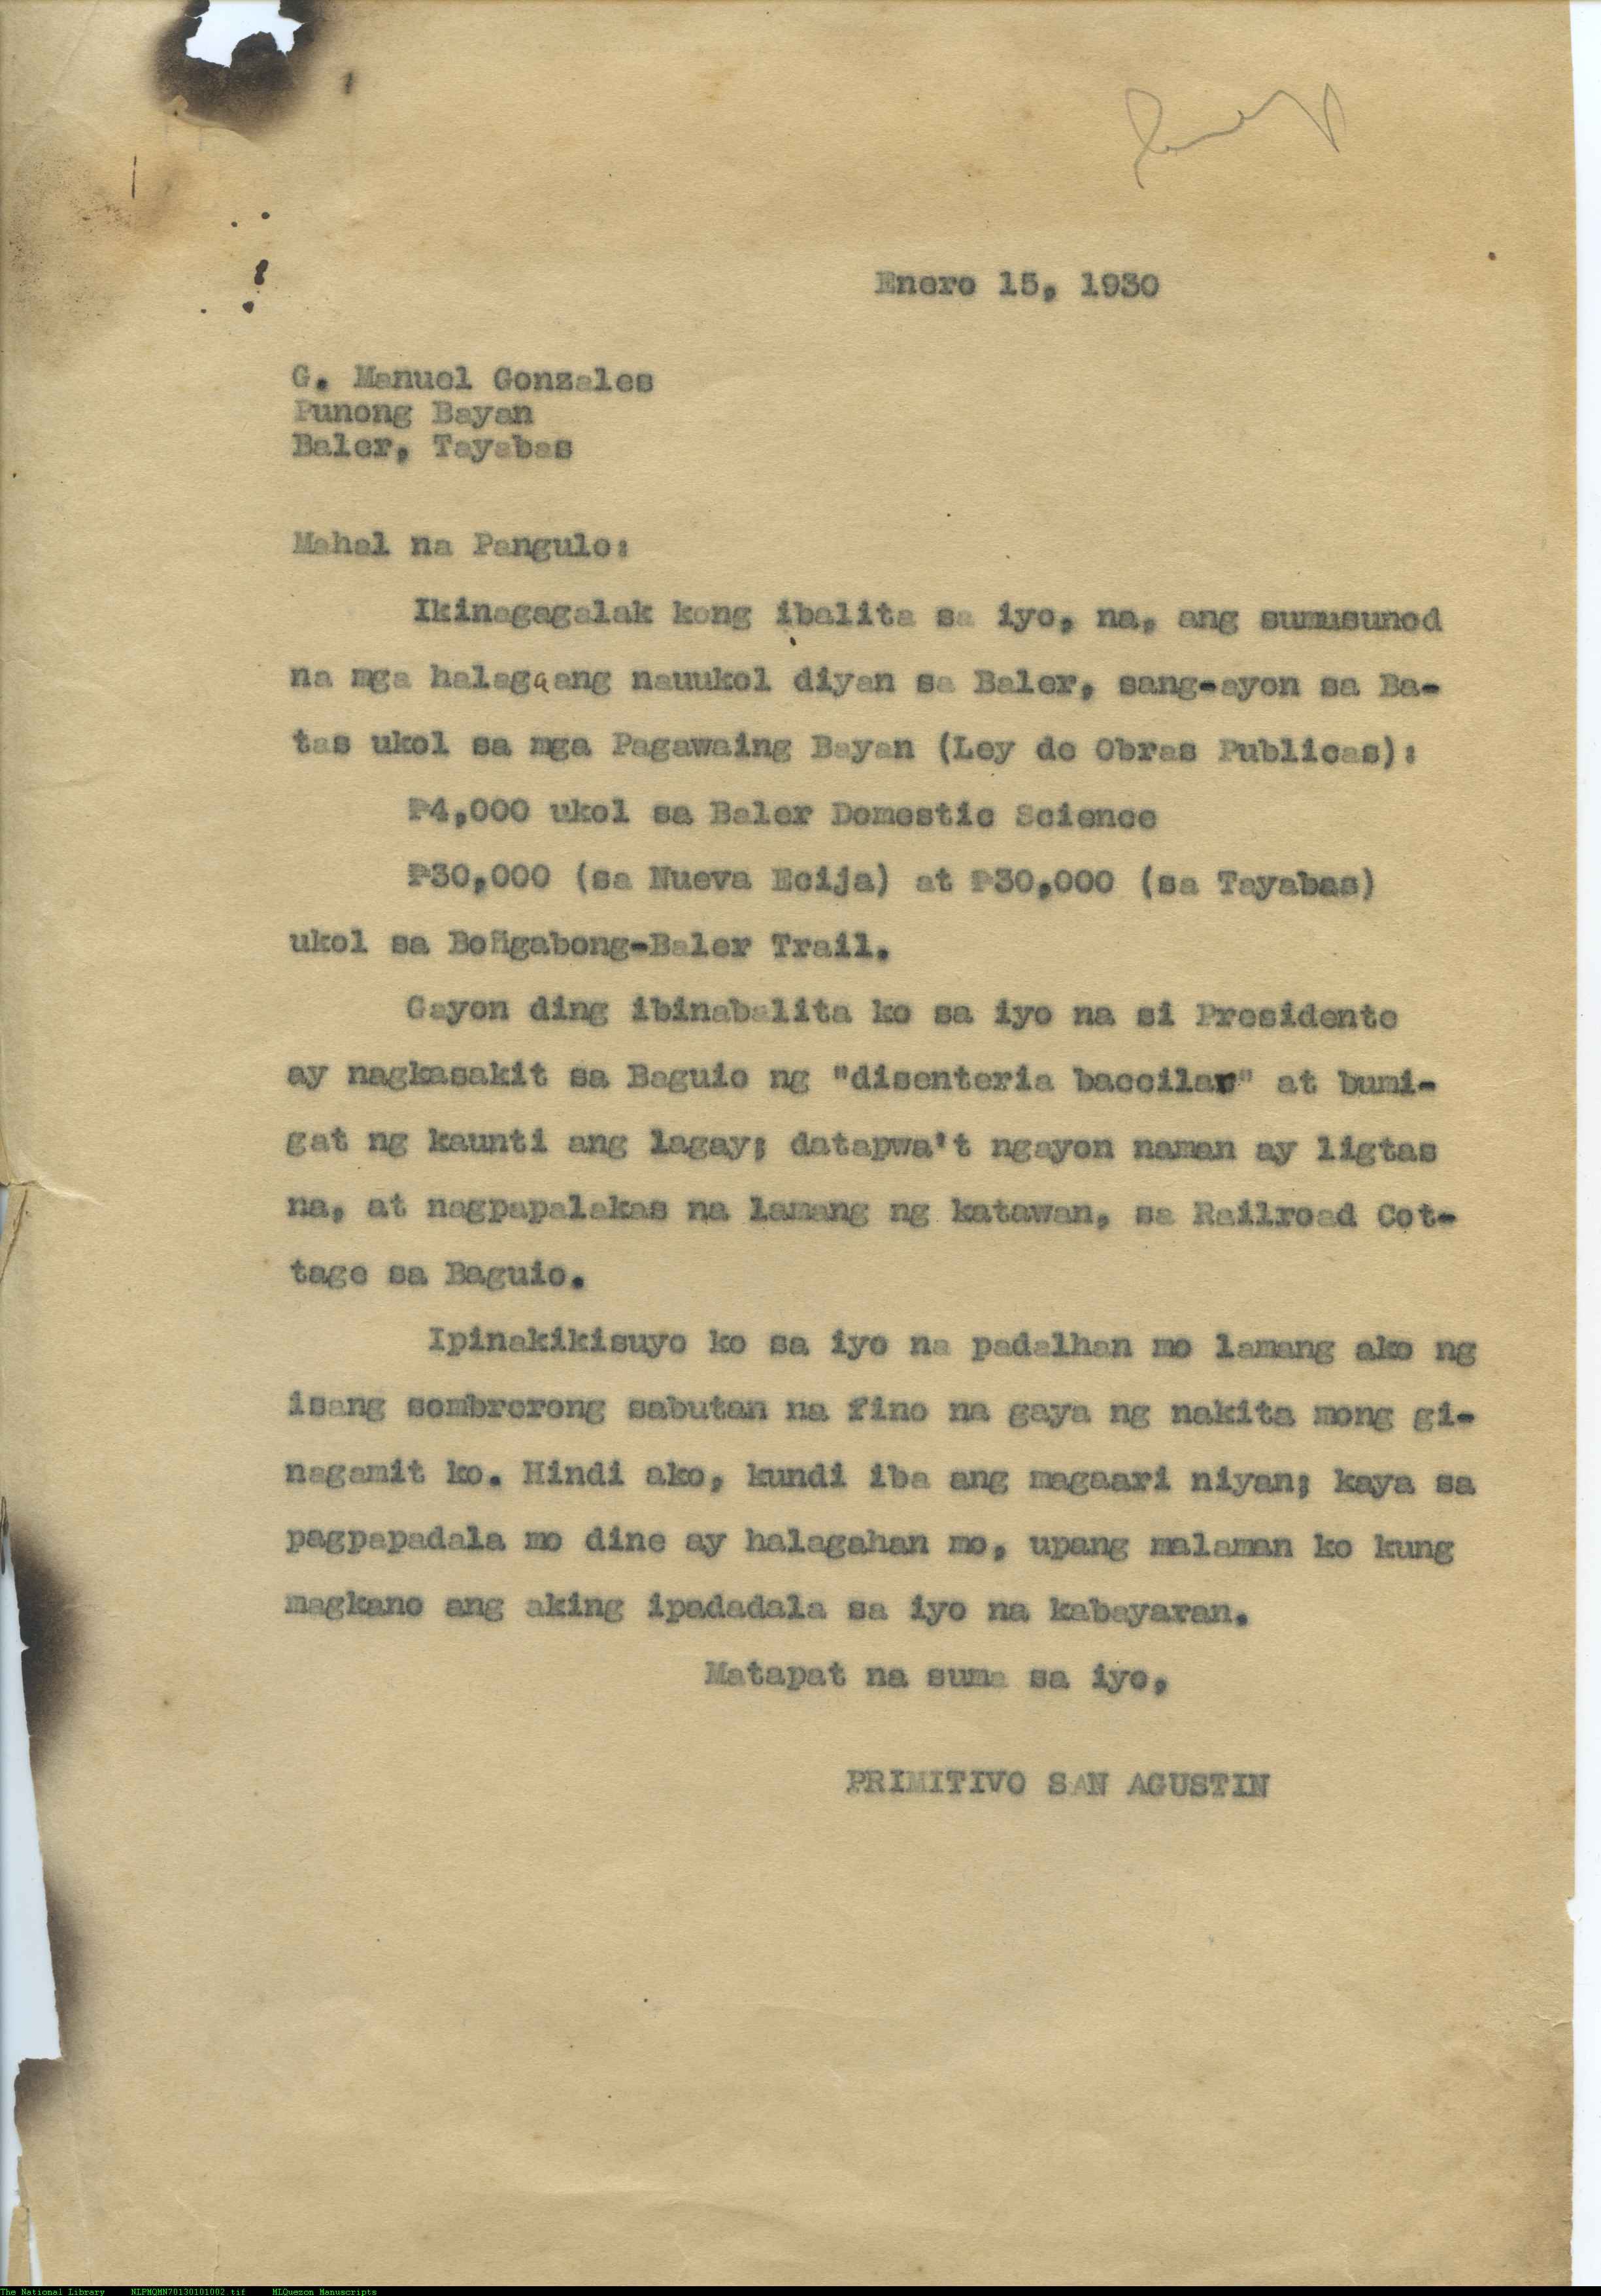 Enero 15, 1930
G. Manuel Gonzales
Punong Bayan
Baler, Tayabas
Mahal na Pangulo:
Ikinagagalak kong ibalita sa iyo, na, ang sumusunod
na mga halagaang nauukol diyan sa Baler, sang-ayon sa Ba-
tas ukol sa mga Pagawaing Bayan (Ley de Obras Publicas):
₱4,000 ukol sa Baler Domestic Science
₱30,000 (sa Nueva Ecija) at ₱30,000 (sa Tayabas)
ukol sa Boñgabong-Baler Trail.
Gayon ding ibinabalita ko sa iyo na si Presidente
ay nagkasakit sa Baguio ng "disenteria baccilar" at bumi-
gat ng kaunti ang lagay; datapwa't ngayon naman ay ligtas
na, at nagpapalakas na lamang ng katawan, sa Railroad Cot-
tage sa Baguio.
Ipinakikisuyo ko sa iyo na padalhan mo lamang ako ng
isang sombrerong sabutan na fino na gaya ng nakita mong gi-
nagamit ko. Hindi ako, kundi iba ang magaari niyan; kaya sa
pagpapadala mo dine ay halagahan mo, upang malaman ko kung
magkano ang aking ipadadala sa iyo na kabayaran.
Matapat na suma sa iyo,
PRIMITIVO SAN AGUSTIN
The National Library NLPMQMN70130101002.tif MLQuezon Manuscripts